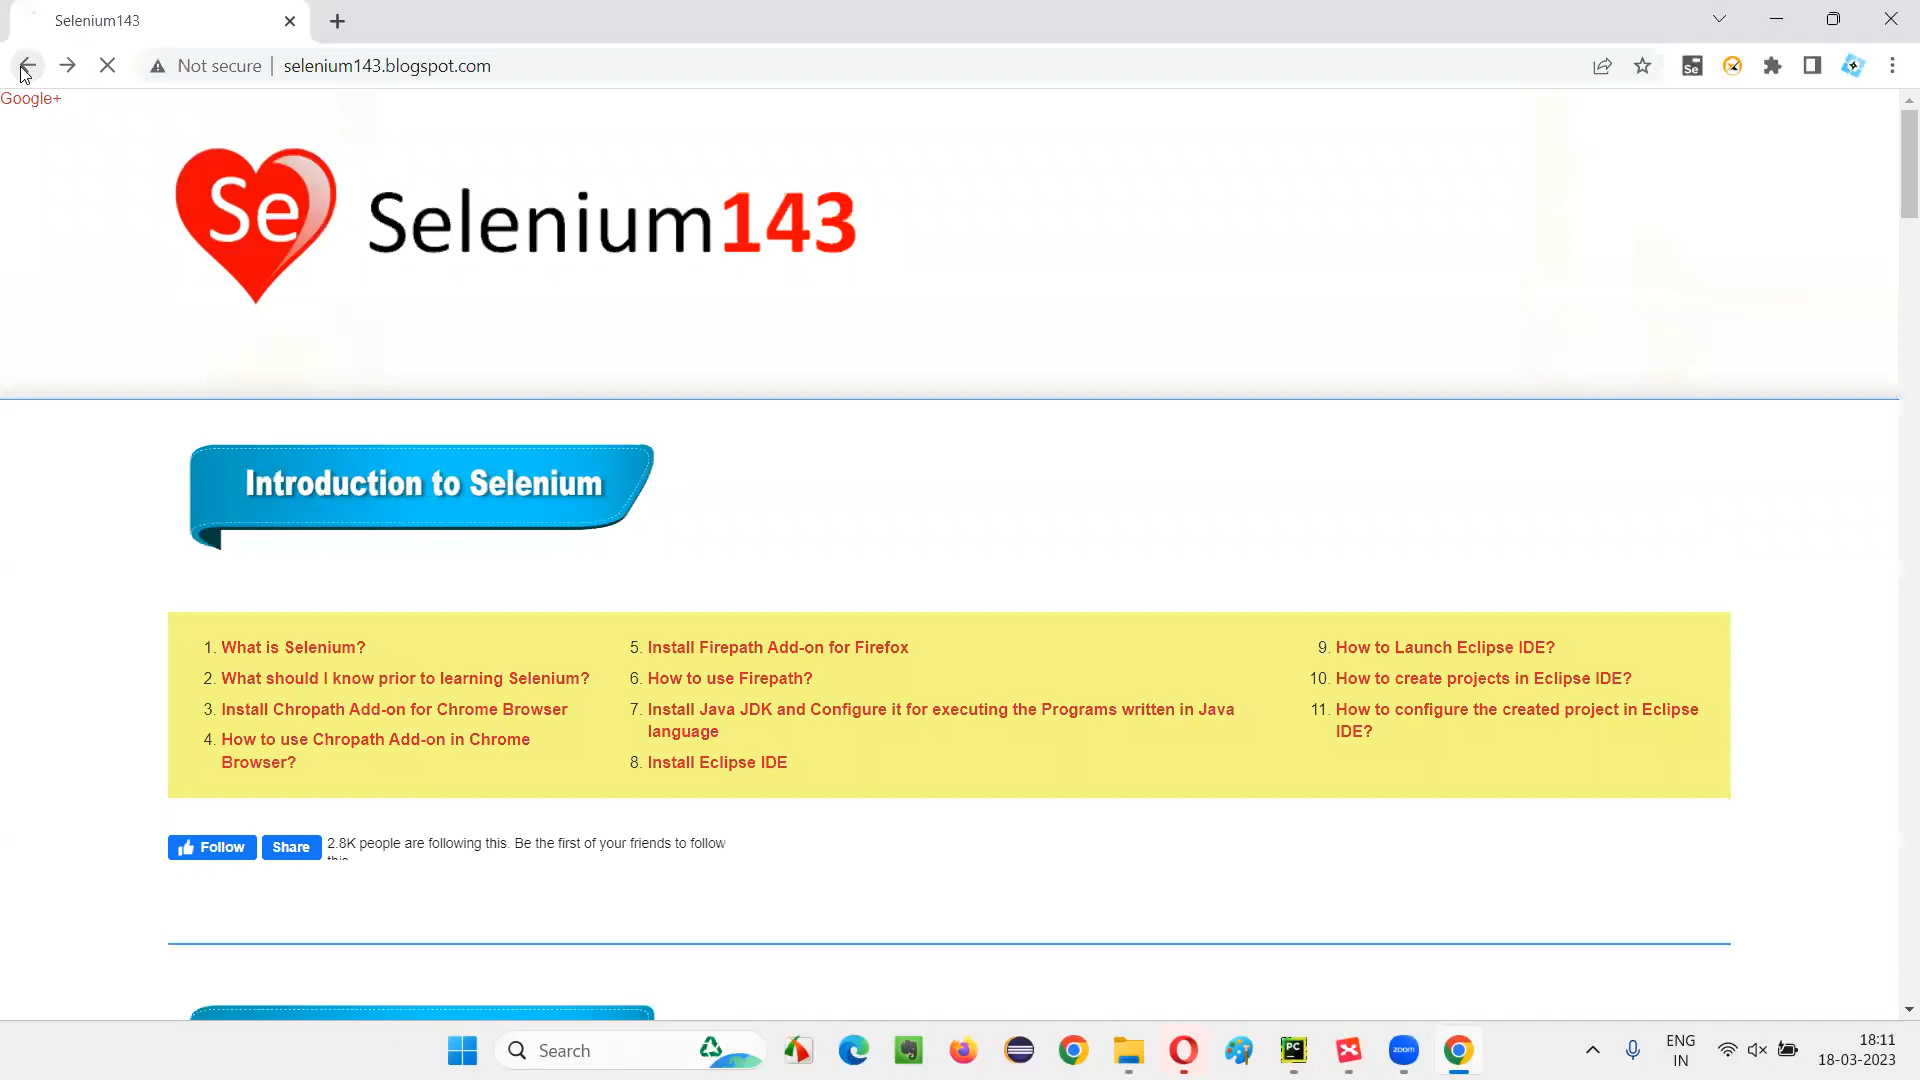 Selenium143
Not secure
selenium143.blogspot.com
Se
Google+
Se
Selenium143
Introduction to Selenium
1. What is Selenium?
2. What should I know prior to learning Selenium?
3. Install Chropath Add-on for Chrome Browser
4. How to use Chropath Add-on in Chrome
Browser?
5. Install Firepath Add-on for Firefox
6. How to use Firepath?
7. Install Java JDK and Configure it for executing the Programs written in Java
language
8. Install Eclipse IDE
9. How to Launch Eclipse IDE?
10. How to create projects in Eclipse IDE?
11. How to configure the created project in Eclipse
IDE?
Follow
Share
2.8K people are following this. Be the first of your friends to follow
this.
Search
PC
zoom
ENG
IN
18:11
18-03-2023